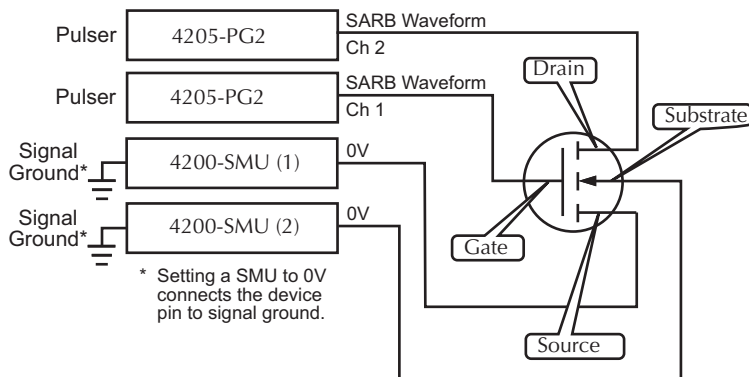 SARB Waveform
Pulser
4205-PG2
Ch 2
SARB Waveform
Drain
Pulser
4205-PG2
Ch 1
Substrate
Signal
Ground*
4200-SMU (1)
0V
Signal
Ground*
4200-SMU (2)
0V
Gate
* Setting a SMU to 0V
connects the device
pin to signal ground.
Source